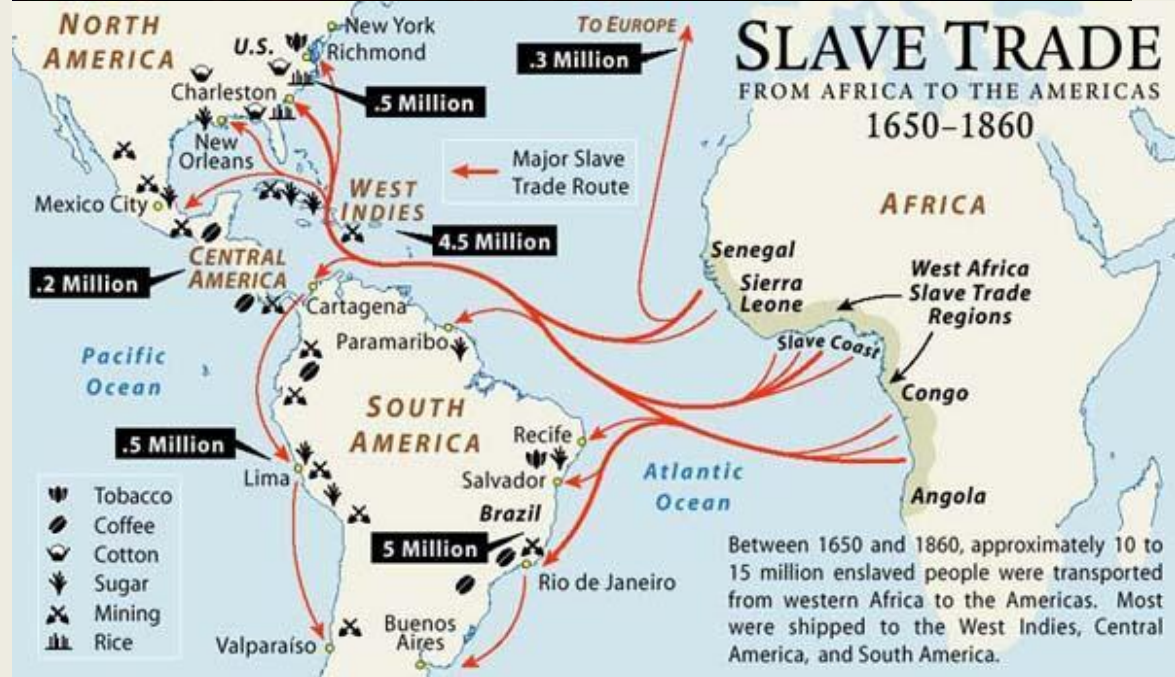 SLAVE TRADE
FROM AFRICA TO THE AMERICAS
1650–1860
NORTH
AMERICA
U.S.
New York
Richmond
Charleston
.5 Million
New
Orleans
Mexico City
TO EUROPE
.3 Million
Major Slave
Trade Route
WEST
INDIES
4.5 Million
CENTRAL
AMERICA
.2 Million
Cartagena
Paramaribo
Pacific
Ocean
SOUTH
AMERICA
.5 Million
Lima
Recife
Salvador
Brazil
5 Million
Rio de Janeiro
Buenos
Aires
Valparaíso
Atlantic
Ocean
AFRICA
Senegal
Sierra
Leone
West Africa
Slave Trade
Regions
Slave Coast
Congo
Angola
Tobacco
Coffee
Cotton
Sugar
Mining
Rice
Between 1650 and 1860, approximately 10 to
15 million enslaved people were transported
from western Africa to the Americas. Most
were shipped to the West Indies, Central
America, and South America.